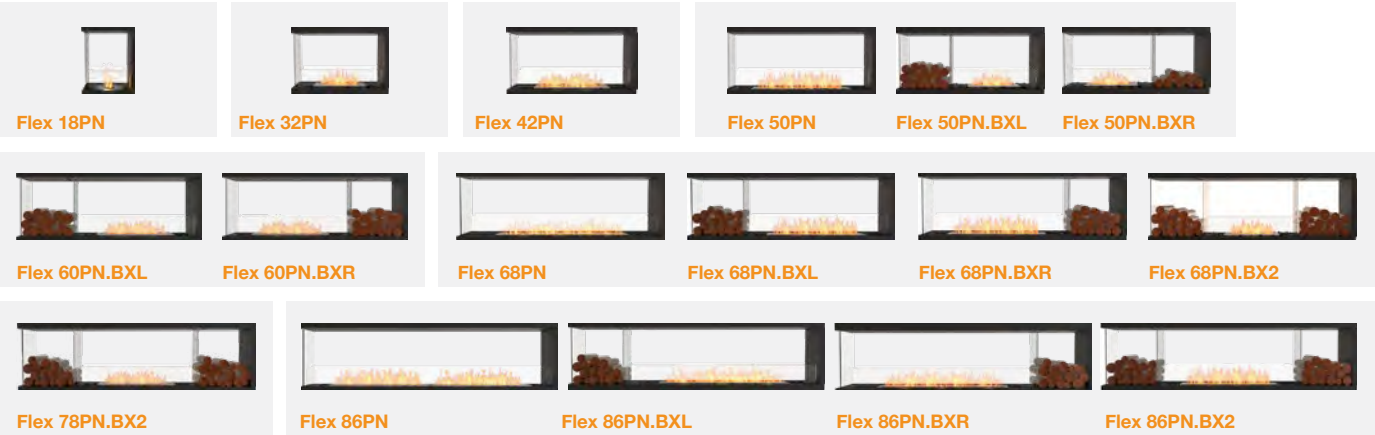 Flex 18PN
Flex 32PN
Flex 42PN
Flex 50PN
Flex 50PN.BXL
Flex 50PN.BXR
Flex 60PN.BXL
Flex 60PN.BXR
Flex 68PN
Flex 68PN.BXL
Flex 68PN.BXR
Flex 68PN.BX2
Flex 78PN.BX2
Flex 86PN
Flex 86PN.BXL
Flex 86PN.BXR
Flex 86PN.BX2